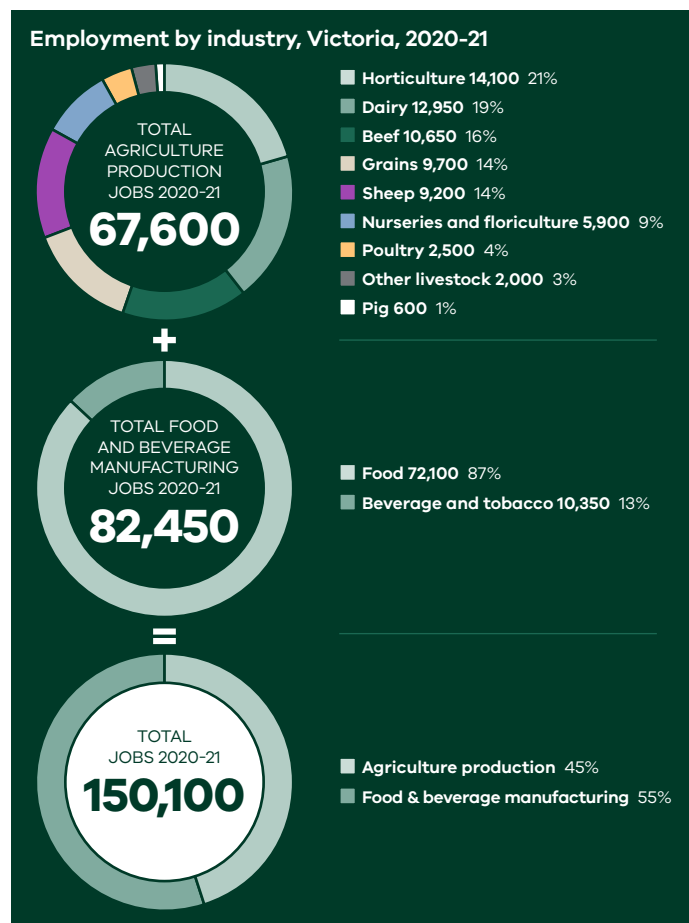 Employment by industry, Victoria, 2020-21
TOTAL
AGRICULTURE
PRODUCTION
JOBS 2020-21
67,600
Horticulture 14,100 21%
Dairy 12,950 19%
Beef 10,650 16%
Grains 9,700 14%
Sheep 9,200 14%
Nurseries and floriculture 5,900 9%
Poultry 2,500 4%
Other livestock 2,000 3%
Pig 600 1%
+
TOTAL FOOD
AND BEVERAGE
MANUFACTURING
JOBS 2020-21
82,450
Food 72,100 87%
Beverage and tobacco 10,350 13%
=
TOTAL
JOBS 2020-21
150,100
Agriculture production 45%
Food & beverage manufacturing 55%